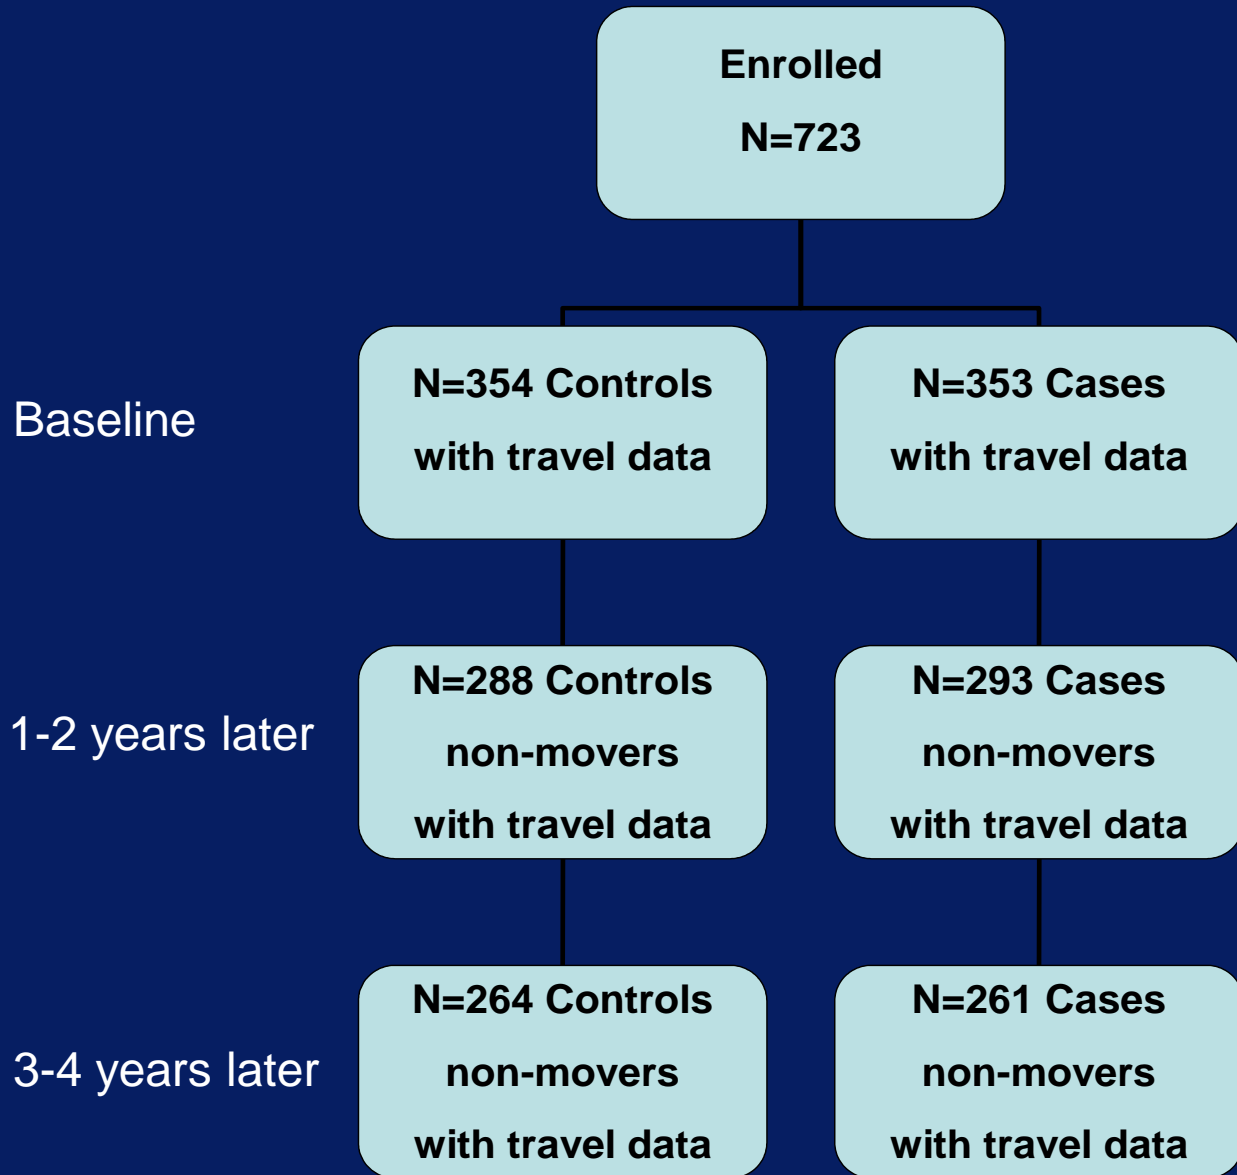 Enrolled
N=723
Baseline
N=354 Controls
with travel data
N=353 Cases
with travel data
1-2 years later
N=288 Controls
non-movers
with travel data
N=293 Cases
non-movers
with travel data
3-4 years later
N=264 Controls
non-movers
with travel data
N=261 Cases
non-movers
with travel data